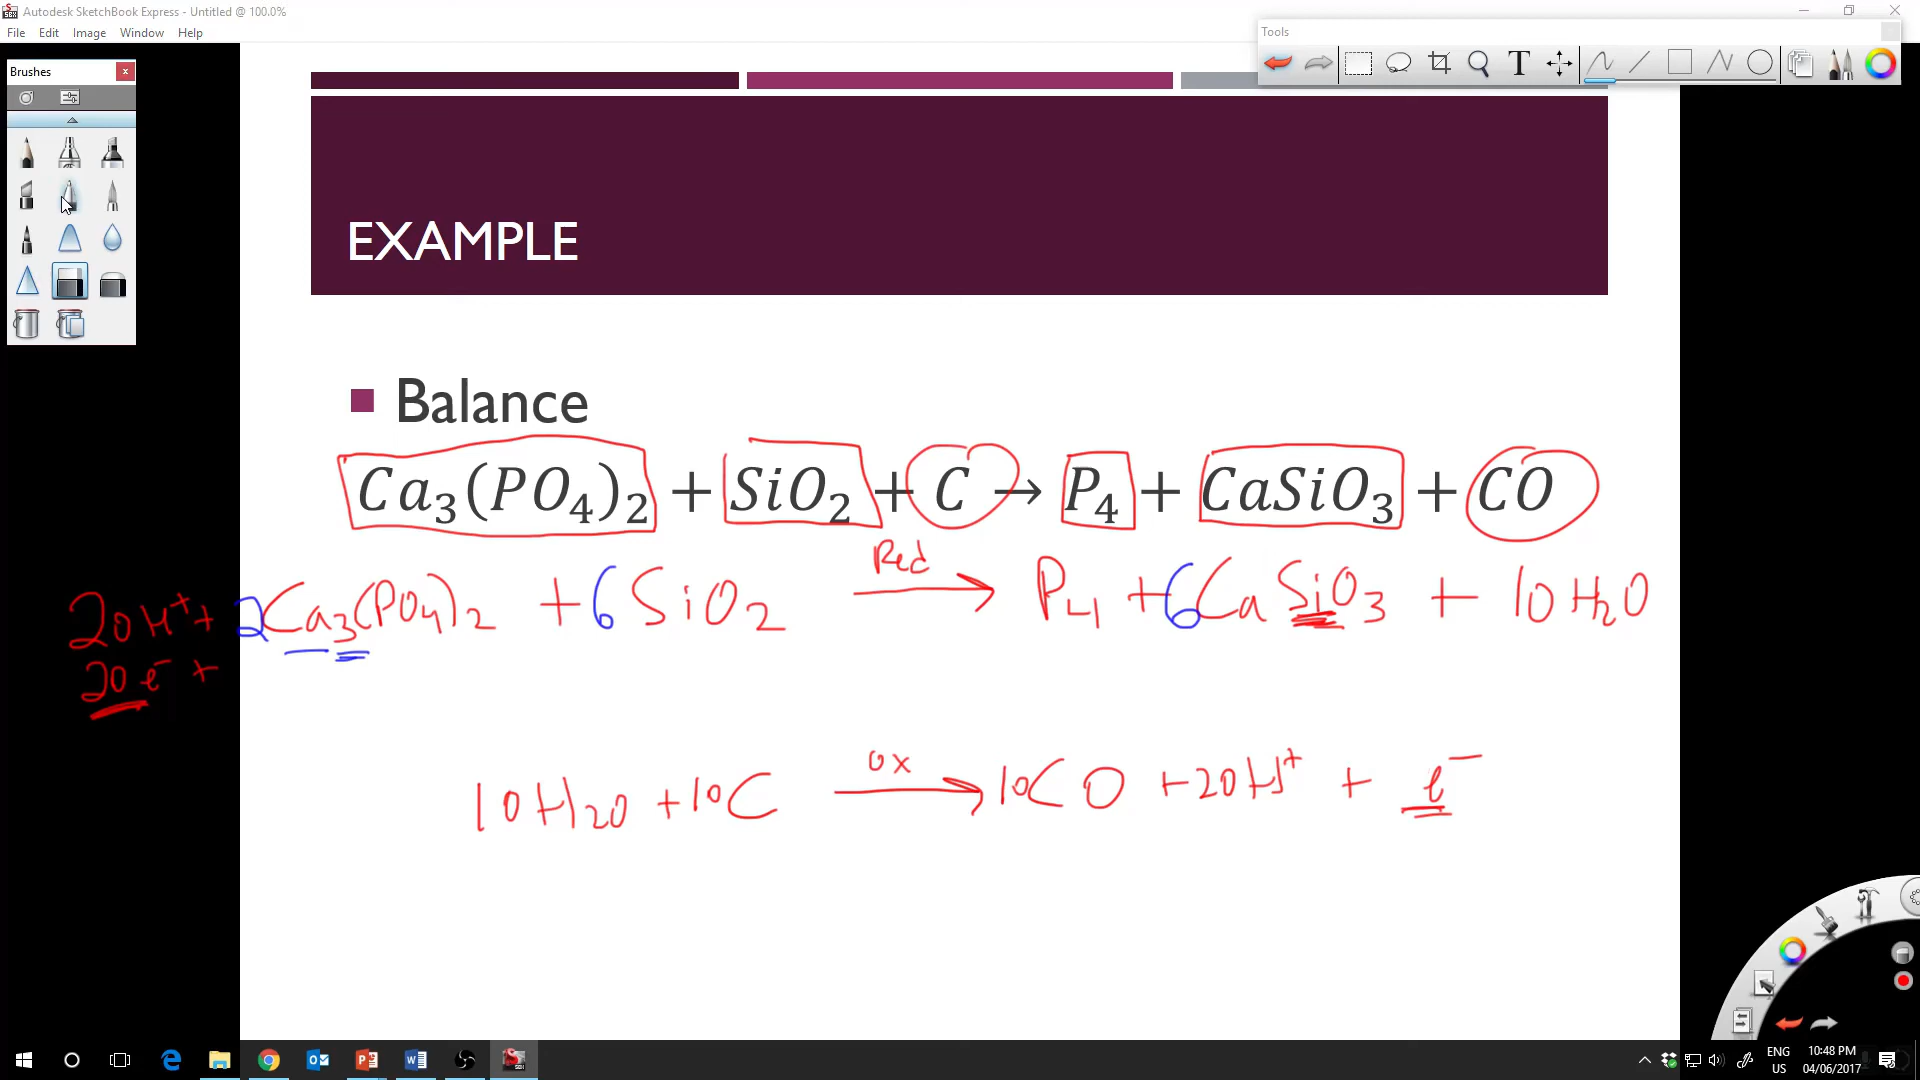 Autodesk SketchBook Express - Untitled @ 100.0%
File Edit Image Window Help
Tools
Brushes
EXAMPLE
Balance
Ca₃(PO₄)₂ + SiO₂ + C → P₄ + CaSiO₃ + CO
Red
20H⁺ + 2Ca₃(PO₄)₂ + 6SiO₂ → P₄ + 6CaSiO₃ + 10H₂O
20e⁻ +
ox
10H₂O + 10C → 10CO + 20H⁺ + e⁻
ENG 10:48 PM
US 04/06/2017